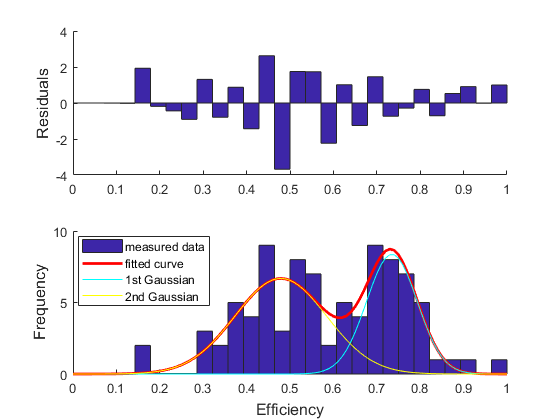 4
2
0
-2
-4
Residuals
0 0.1 0.2 0.3 0.4 0.5 0.6 0.7 0.8 0.9 1
10
5
0
Frequency
measured data
fitted curve
1st Gaussian
2nd Gaussian
0 0.1 0.2 0.3 0.4 0.5 0.6 0.7 0.8 0.9 1
Efficiency